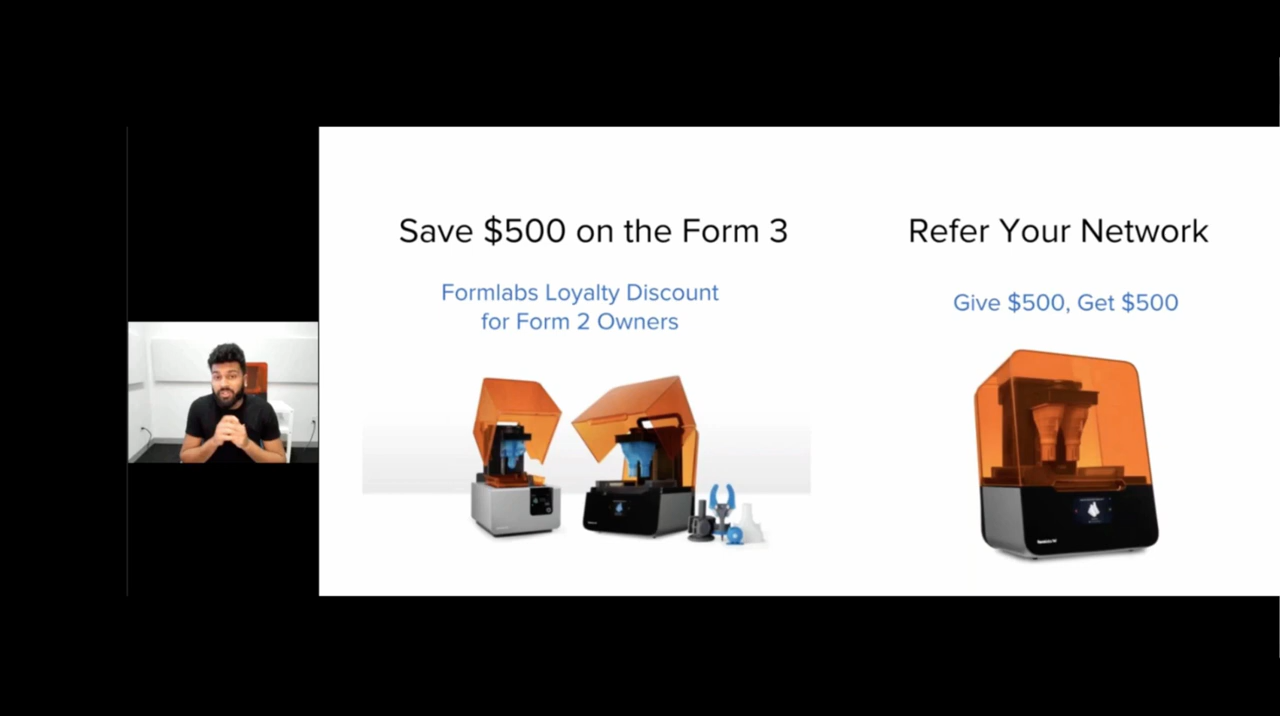 Save $500 on the Form 3
Formlabs Loyalty Discount
for Form 2 Owners
Refer Your Network
Give $500, Get $500